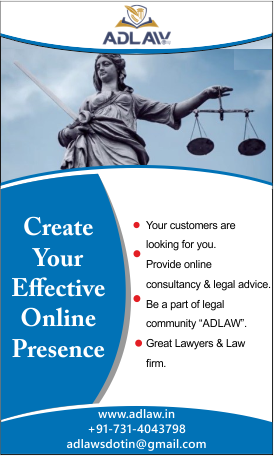 ADLAW
Create
Your
Effective
Online
Presence
Your customers are
looking for you.
Provide online
consultancy & legal advice.
Be a part of legal
community “ADLAW”.
Great Lawyers & Law
firm.
www.adlaw.in
+91-731-4043798
adlawsdotin@gmail.com